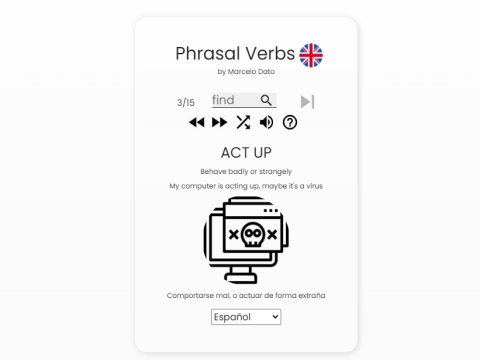 Phrasal Verbs
by Marcelo Dato
3/15
find
ACT UP
Behave badly or strangely
My computer is acting up, maybe it's a virus
Comportarse mal, o actuar de forma extraña
Español